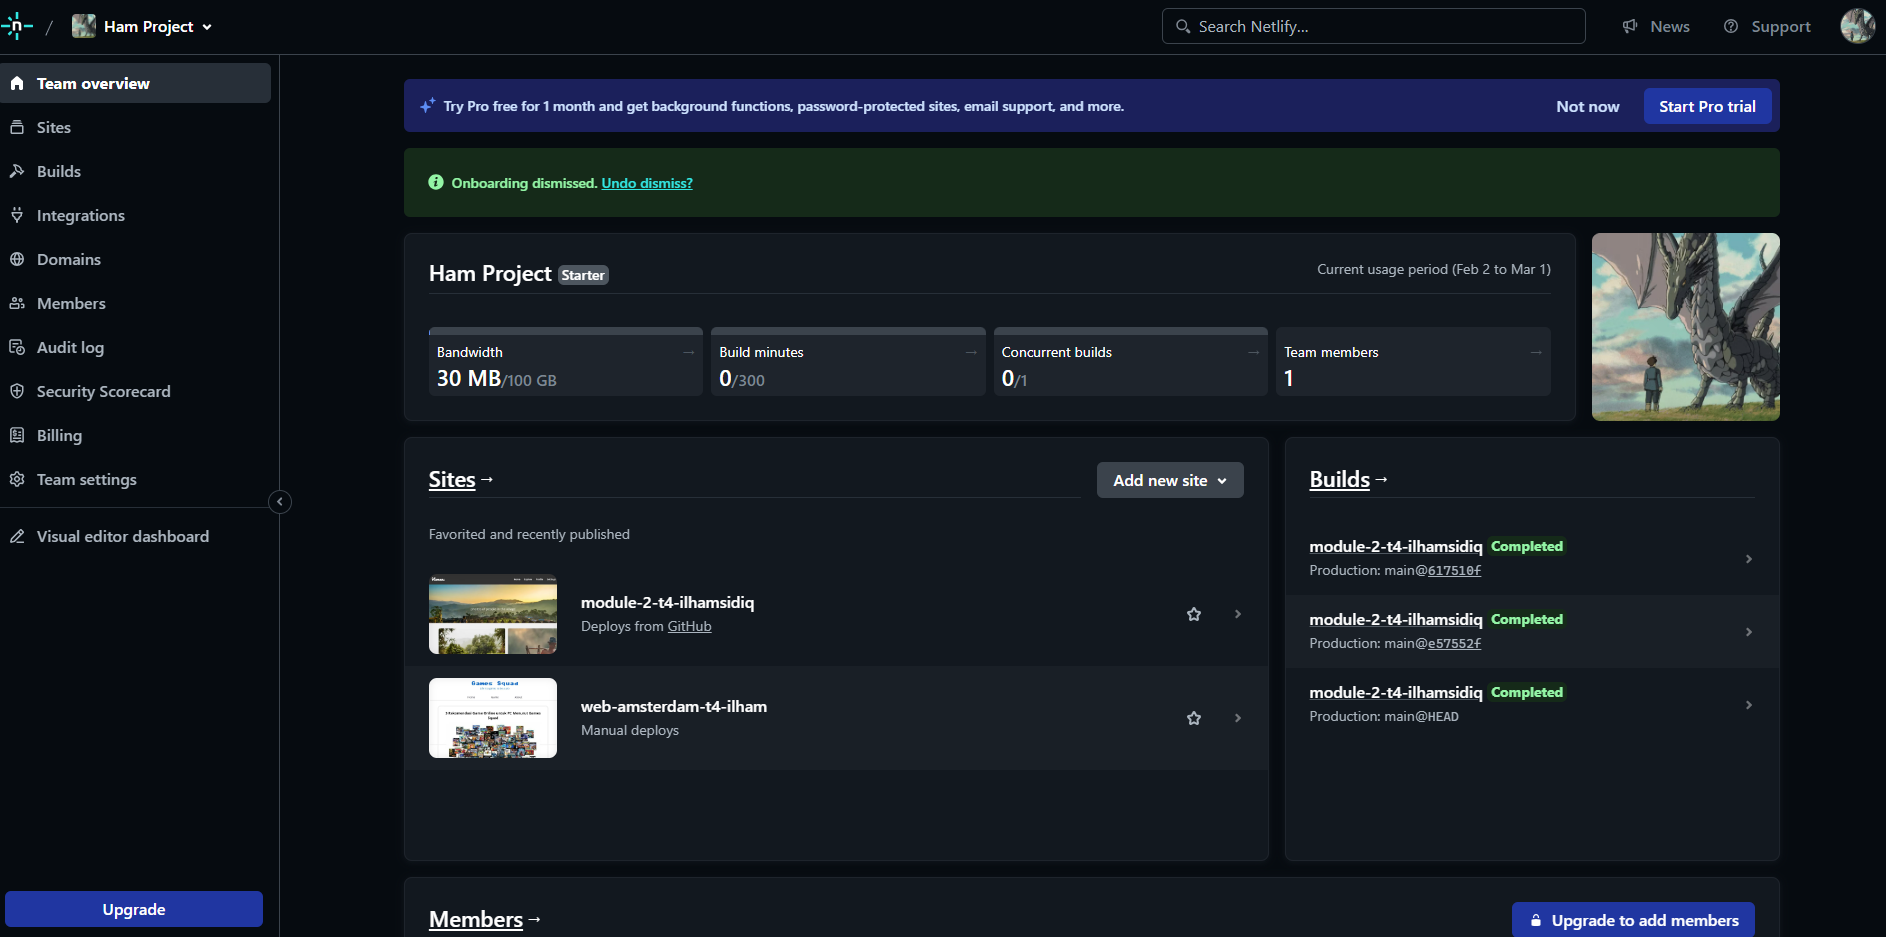 / Ham Project
Search Netlify...
News
Support
Team overview
Sites
Builds
Integrations
Domains
Members
Audit log
Security Scorecard
Billing
Team settings
Visual editor dashboard
Upgrade
Try Pro free for 1 month and get background functions, password-protected sites, email support, and more.
Not now
Start Pro trial
Onboarding dismissed. Undo dismiss?
Ham Project Starter
Current usage period (Feb 2 to Mar 1)
Bandwidth →
30 MB/100 GB
Build minutes →
0/300
Concurrent builds →
0/1
Team members →
1
Sites →
Add new site
Favorited and recently published
module-2-t4-ilhamsidiq
Deploys from GitHub
Games Squad
web-amsterdam-t4-ilham
Manual deploys
Builds →
module-2-t4-ilhamsidiq Completed
Production: main@617510f
module-2-t4-ilhamsidiq Completed
Production: main@e57552f
module-2-t4-ilhamsidiq Completed
Production: main@HEAD
Members →
Upgrade to add members